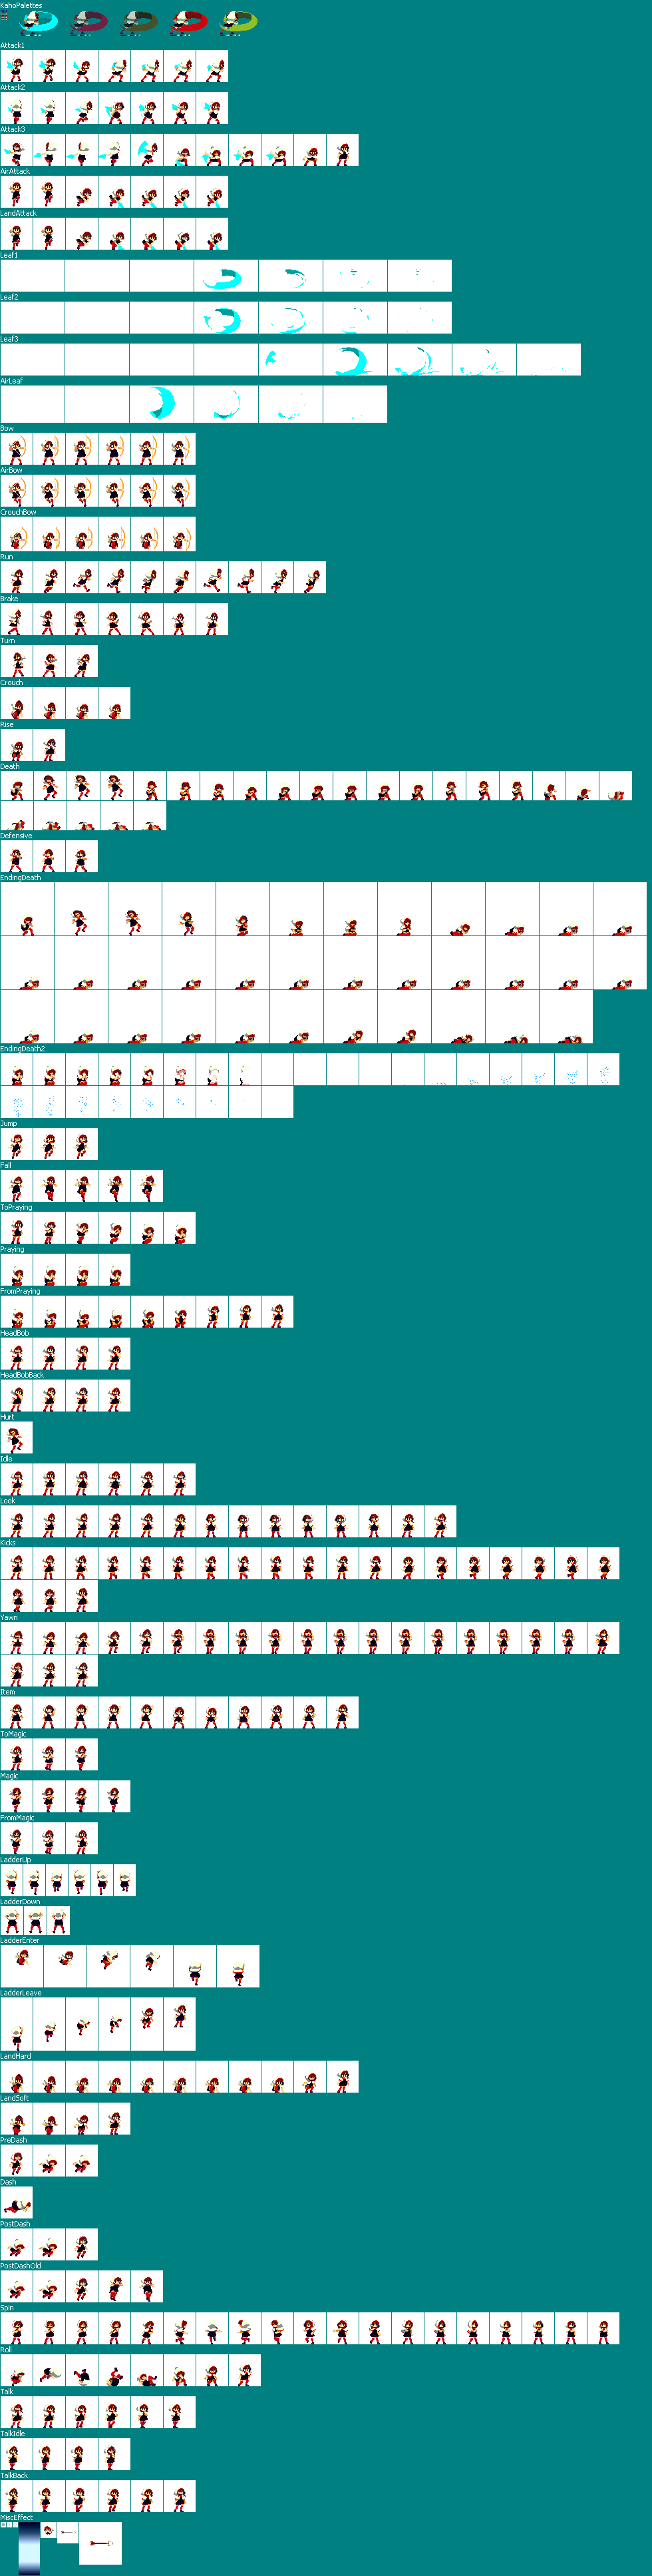 KahoPalettes
Attack1
Attack2
Attack3
AirAttack
LandAttack
Leaf1
Leaf2
Leaf3
AirLeaf
Bow
AirBow
CrouchBow
Run
Brake
Turn
Crouch
Rise
Death
Defensive
EndingDeath
EndingDeath2
Jump
Fall
ToPraying
Praying
FromPraying
HeadBob
HeadBobBack
Hurt
Idle
Look
Kicks
Yawn
Item
ToMagic
Magic
FromMagic
LadderUp
LadderDown
LadderEnter
LadderLeave
LandHard
LandSoft
PreDash
Dash
PostDash
PostDashOld
Spin
Roll
Talk
TalkIdle
TalkBack
MiscEffect